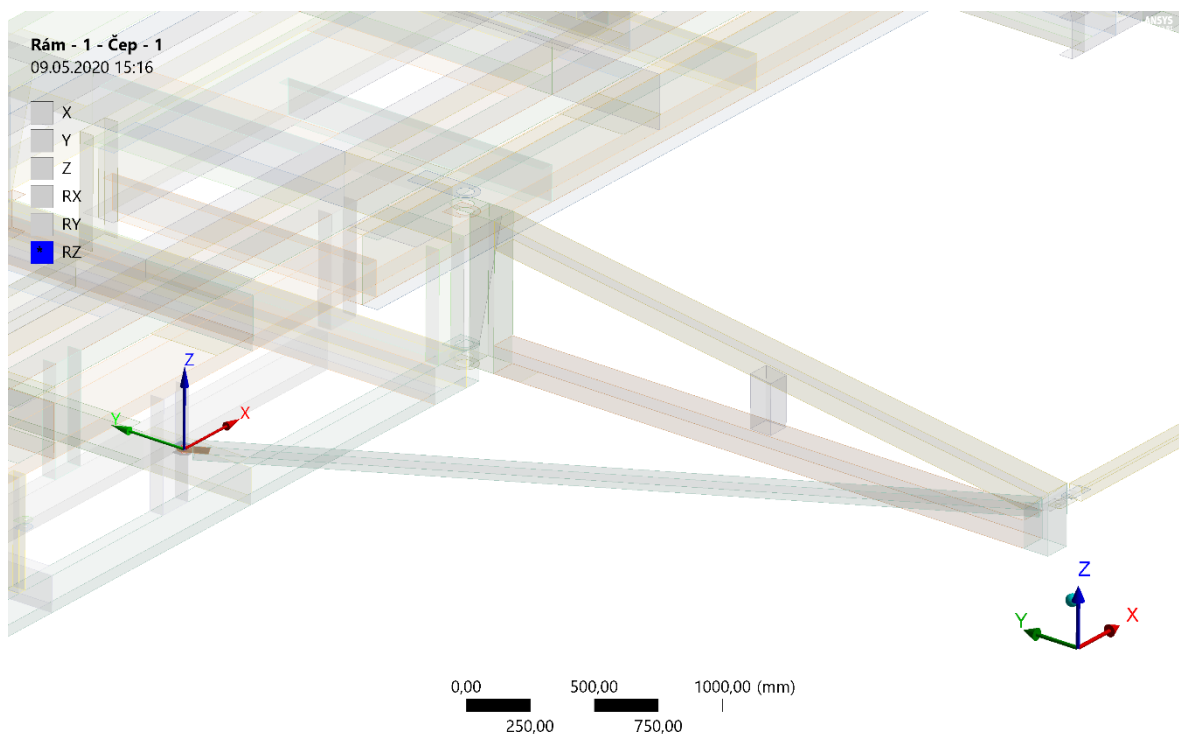 ANSYS
Rám - 1 - Čep - 1
09.05.2020 15:16
X
Y
Z
RX
RY
* RZ
Z
Y
X
Z
Y
X
0,00 500,00 1000,00 (mm)
250,00 750,00